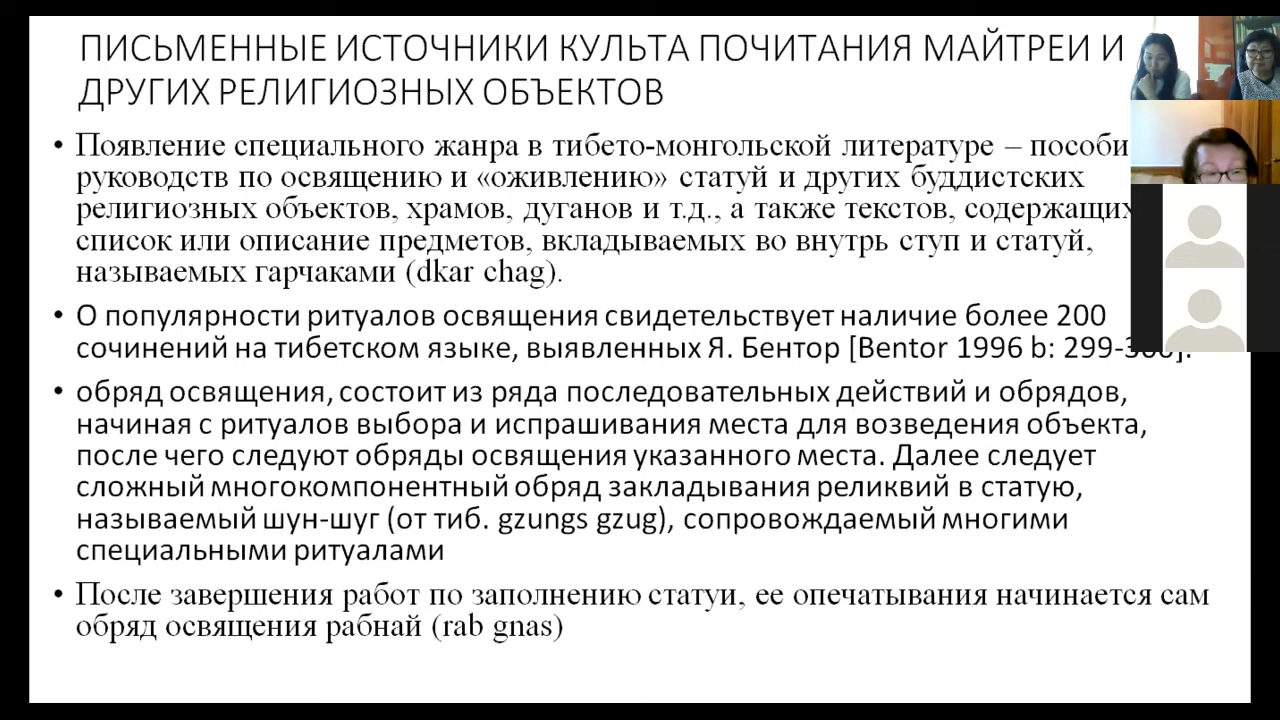 ПИСЬМЕННЫЕ ИСТОЧНИКИ КУЛЬТА ПОЧИТАНИЯ МАЙТРЕИ И
ДРУГИХ РЕЛИГИОЗНЫХ ОБЪЕКТОВ
• Появление специального жанра в тибето-монгольской литературе –
руководств по освящению и «оживлению» статуй и других буддистских
религиозных объектов, храмов, дуганов и т.д., а также текстов, содержащих
список или описание предметов, вкладываемых во внутрь ступ и статуй,
называемых гарчаками (dkar chag).
• О популярности ритуалов освящения свидетельствует наличие более 200
сочинений на тибетском языке, выявленных Я. Бентор [Bentor 1996 b:
• обряд освящения, состоит из ряда последовательных действий и обрядов,
начиная с ритуалов выбора и испрашивания места для возведения объекта,
после чего следуют обряды освящения указанного места. Далее следует
сложный многокомпонентный обряд закладывания реликвий в статую,
называемый шун-шуг (от тиб. gzungs gzug), сопровождаемый многими
специальными ритуалами
• После завершения работ по заполнению статуи, ее опечатывания начинается сам
обряд освящения рабнай (rab gnas)